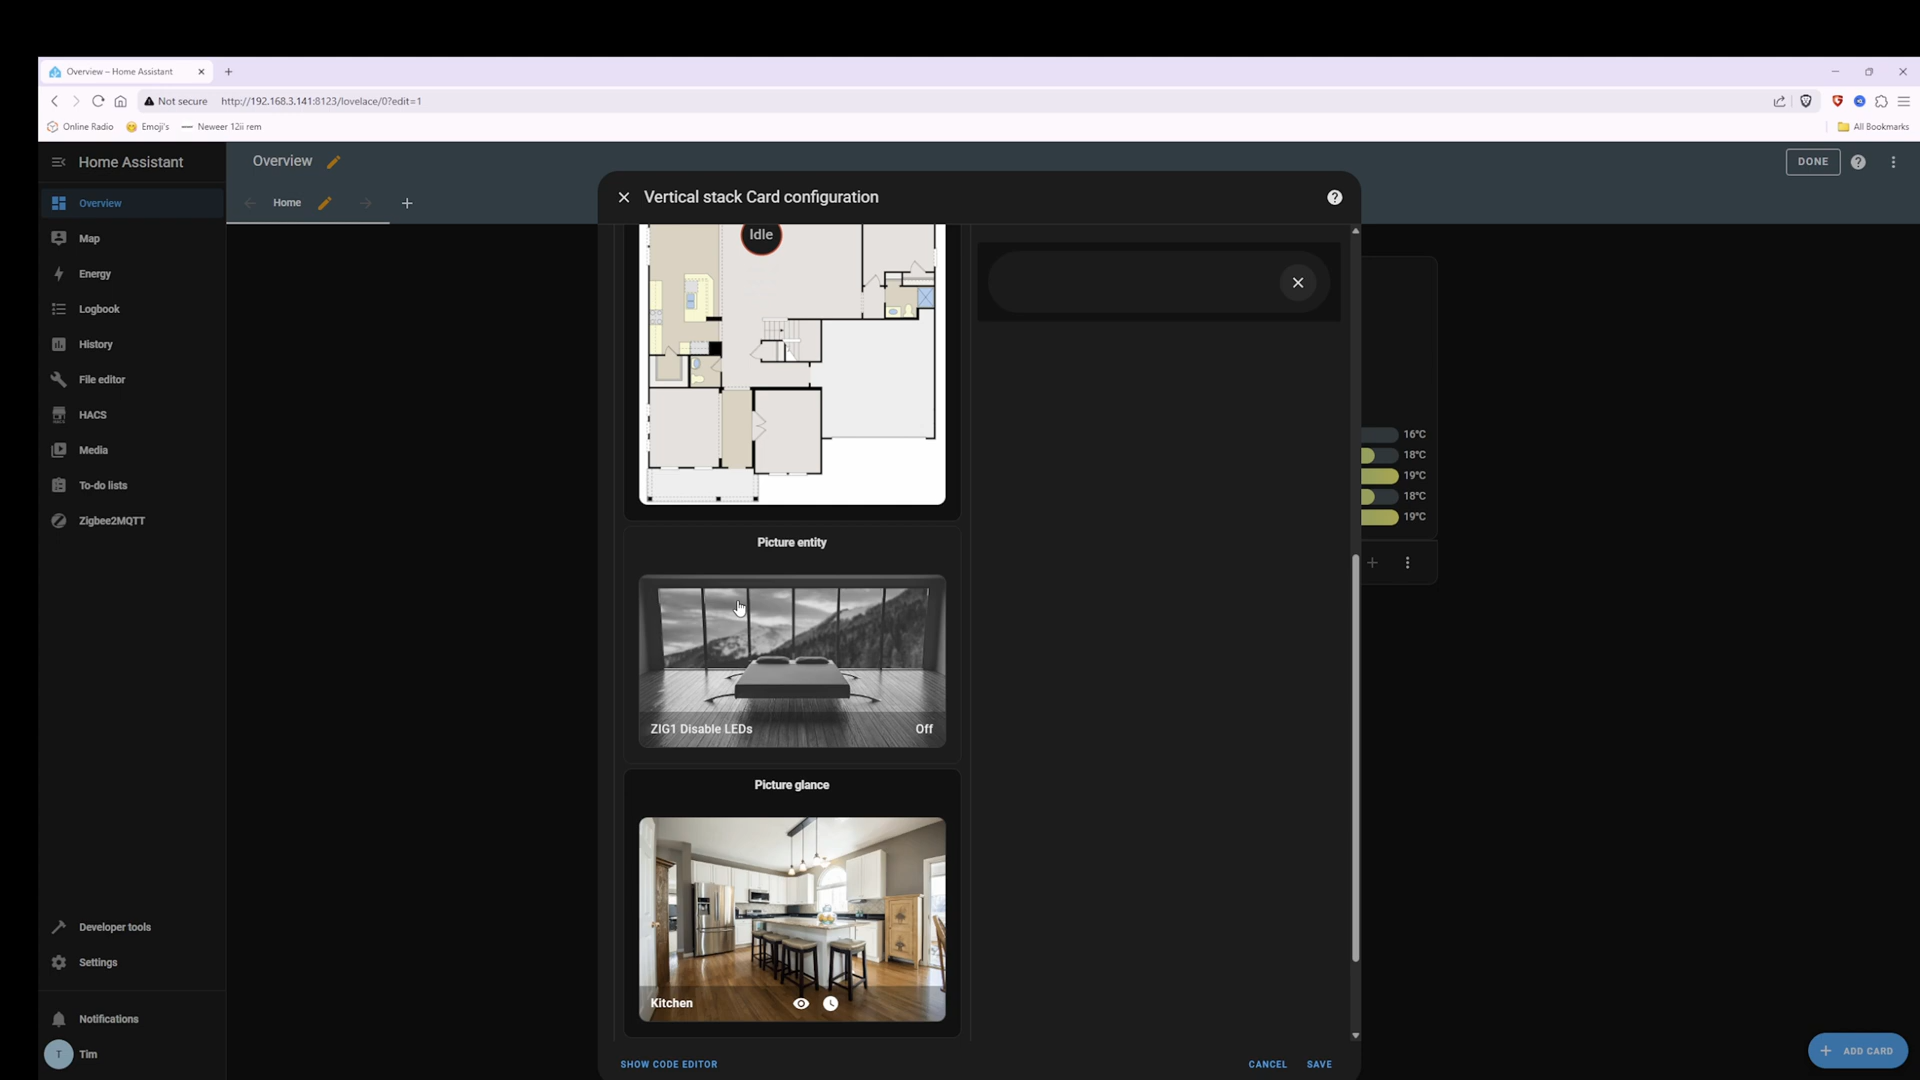 Overview – Home Assistant
Not secure http://192.168.3.141:8123/lovelace/0?edit=1
Online Radio Emoji's Neweer 12ii rem All Bookmarks
Home Assistant
Overview
DONE
Home
Overview
Map
Energy
Logbook
History
File editor
HACS
Media
To-do lists
Zigbee2MQTT
Developer tools
Settings
Notifications
T Tim
Vertical stack Card configuration
Idle
Picture entity
ZIG1 Disable LEDs Off
Picture glance
Kitchen
SHOW CODE EDITOR CANCEL SAVE
16°C
18°C
19°C
18°C
19°C
ADD CARD